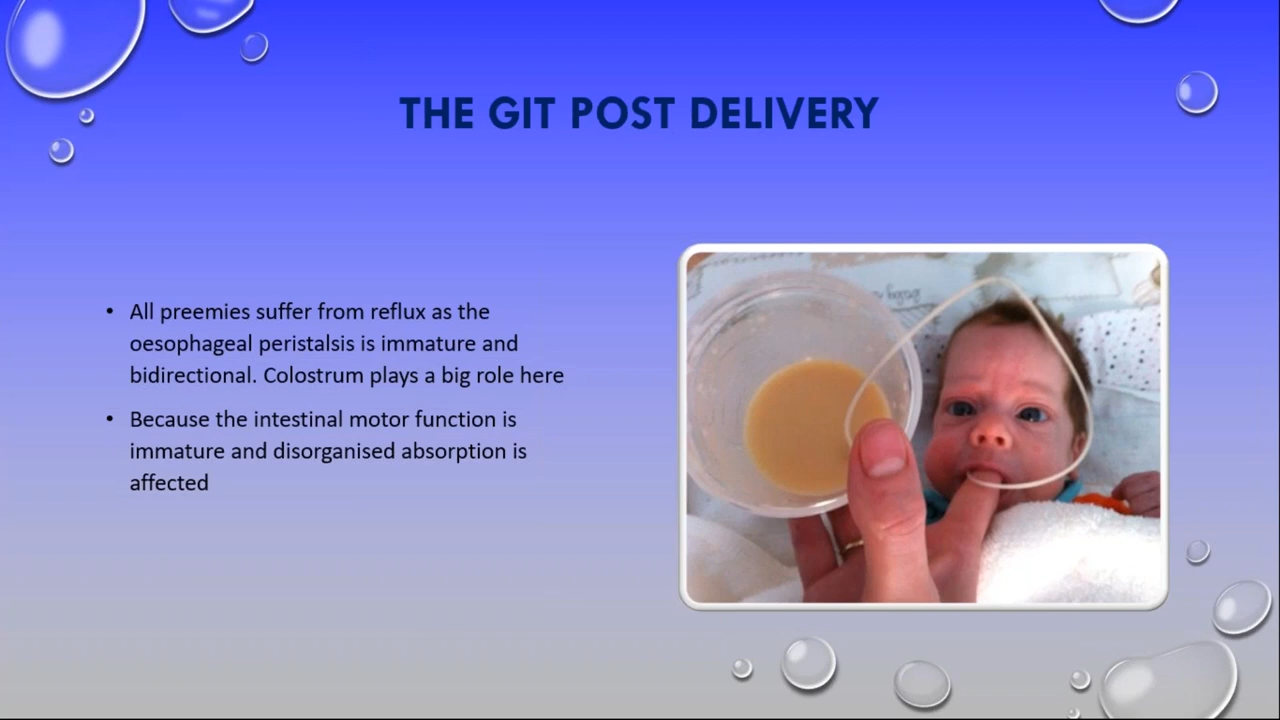 THE GIT POST DELIVERY
• All preemies suffer from reflux as the
oesophageal peristalsis is immature and
bidirectional. Colostrum plays a big role here
• Because the intestinal motor function is
immature and disorganised absorption is
affected